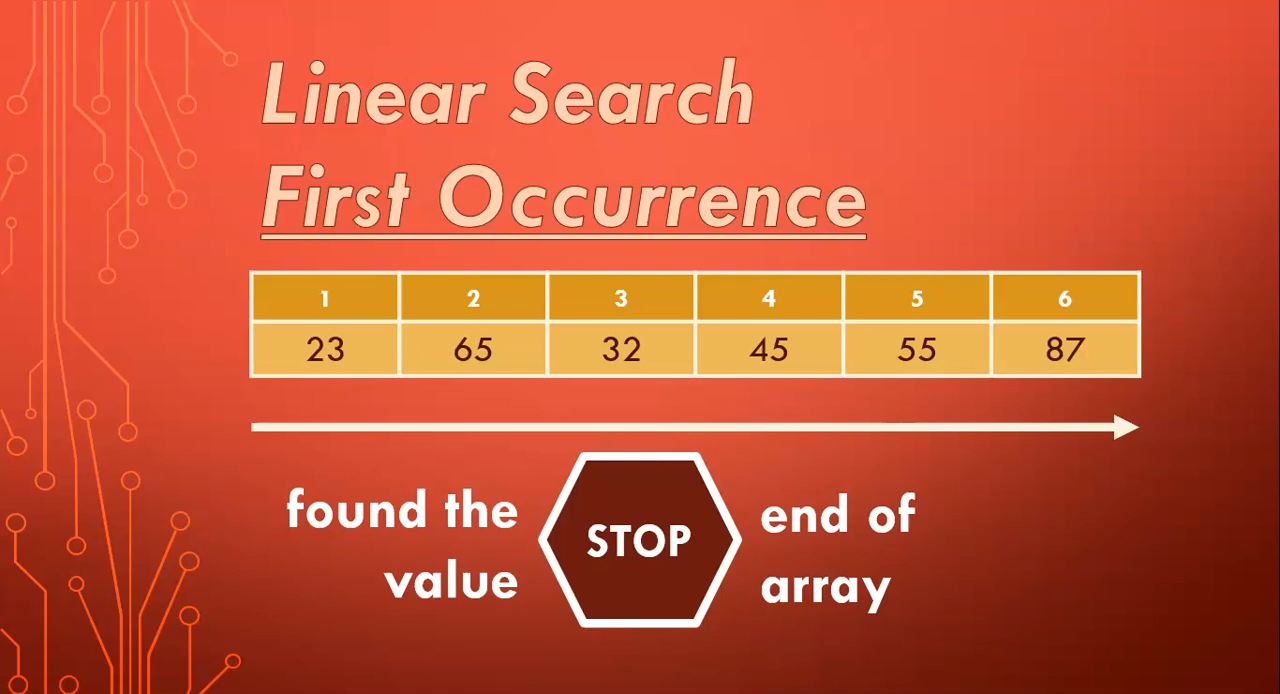 Linear Search
First Occurrence
1 2 3 4 5 6
23 65 32 45 55 87
found the
value
STOP
end of
array